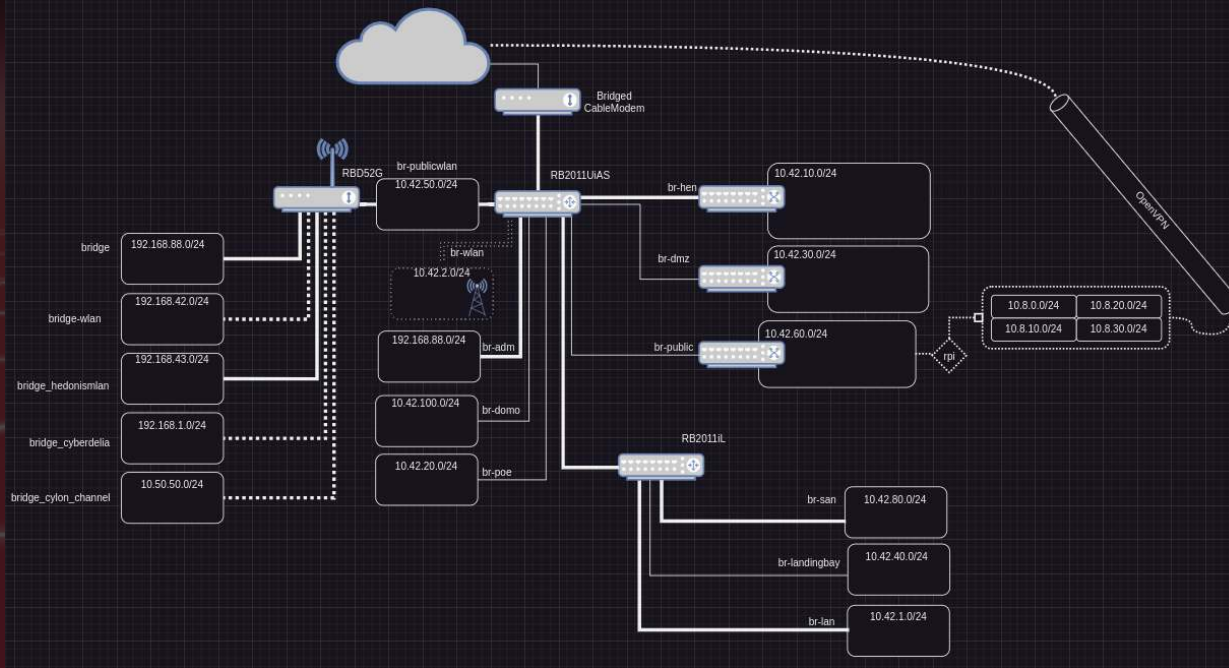 Bridged
CableModem
RBD52G
br-publicwlan
10.42.50.0/24
RB2011UiAS
br-hen
10.42.10.0/24
OpenVPN
bridge
192.168.88.0/24
br-wlan
10.42.2.0/24
br-dmz
10.42.30.0/24
bridge-wlan
192.168.42.0/24
10.8.0.0/24
10.8.20.0/24
10.8.10.0/24
10.8.30.0/24
192.168.88.0/24
br-adm
br-public
10.42.60.0/24
rpi
bridge_hedonismlan
192.168.43.0/24
10.42.100.0/24
br-domo
bridge_cyberdelia
192.168.1.0/24
RB2011iL
10.42.20.0/24
br-poe
bridge_cylon_channel
10.50.50.0/24
br-san
10.42.80.0/24
br-landingbay
10.42.40.0/24
br-lan
10.42.1.0/24